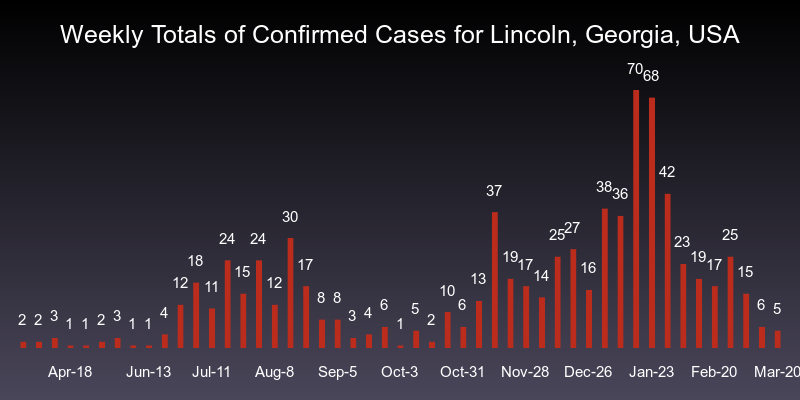 Weekly Totals of Confirmed Cases for Lincoln, Georgia, USA
70 68
42
37 38 36
30
24 24 25 27 25
23
18 19 17 19 17
15 17 16 15
12 11 12 13 14
10
8 8
6 6 6
4 4 5 5
2 2 3 1 1 2 3 1 1 3 1 2
Apr-18 Jun-13 Jul-11 Aug-8 Sep-5 Oct-3 Oct-31 Nov-28 Dec-26 Jan-23 Feb-20 Mar-20